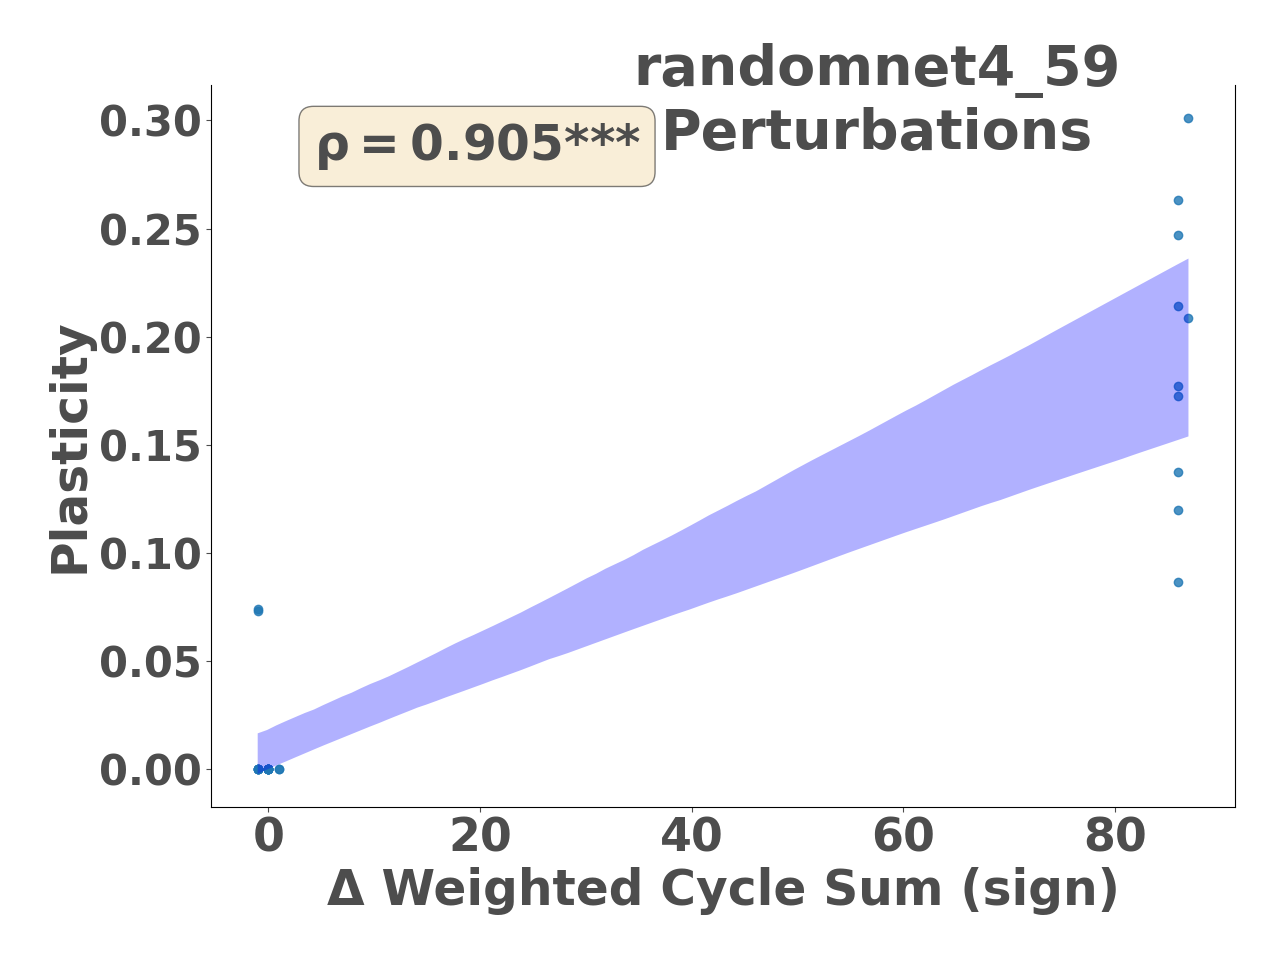 randomnet4_59
Perturbations
ρ = 0.905***
Plasticity
0.30
0.25
0.20
0.15
0.10
0.05
0.00
0 20 40 60 80
Δ Weighted Cycle Sum (sign)